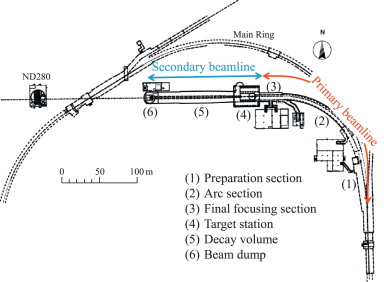 Main Ring
N
Secondary beamline
Primary beamline
ND280
(6)
(5)
(4)
(3)
(2)
(1)
0 50 100 m
(1) Preparation section
(2) Arc section
(3) Final focusing section
(4) Target station
(5) Decay volume
(6) Beam dump